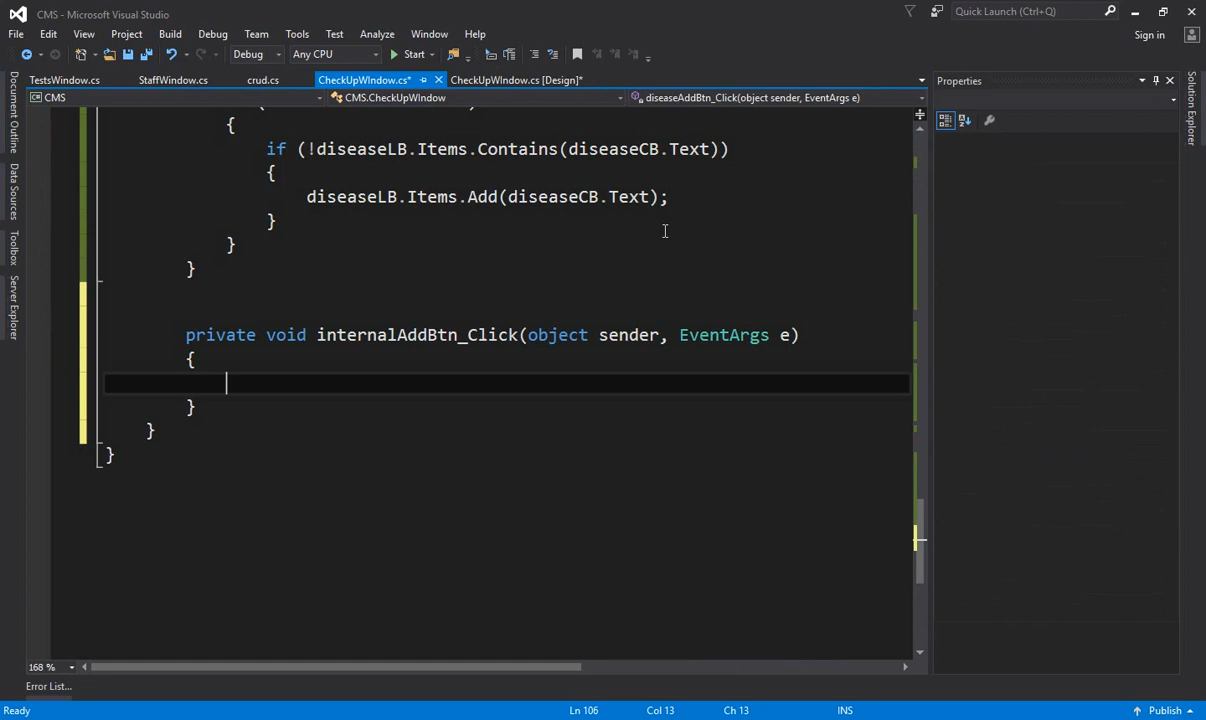 CMS - Microsoft Visual Studio
Quick Launch (Ctrl+Q)
File Edit View Project Build Debug Team Tools Test Analyze Window Help
Sign in
Debug Any CPU Start
TestsWindow.cs StaffWindow.cs crud.cs CheckUpWIndow.cs* CheckUpWIndow.cs [Design]*
Properties
CMS CMS.CheckUpWIndow diseaseAddBtn_Click(object sender, EventArgs e)
Document Outline
Data Sources
Toolbox
Server Explorer
Solution Explorer
{
if (!diseaseLB.Items.Contains(diseaseCB.Text))
{
diseaseLB.Items.Add(diseaseCB.Text);
}
}
}
private void internalAddBtn_Click(object sender, EventArgs e)
{
}
}
}
168 %
Error List...
Ready Ln 106 Col 13 Ch 13 INS Publish